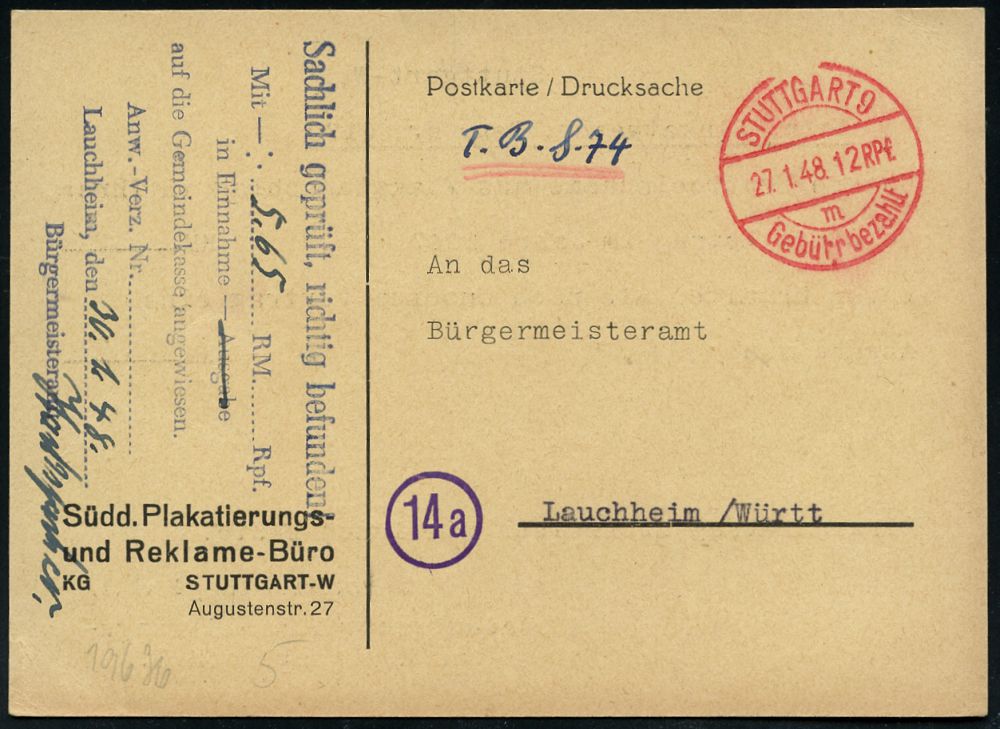 Sachlich geprüft, richtig befunden!
Mit —:5.65 RM. Rpf.
in Einnahme — Ausgabe
auf die Gemeindekasse angewiesen.
Anw.-Verz. Nr.
Lauchheim, den 30. 1. 48.
Bürgermeisteramt
Südd. Plakatierungs-
und Reklame-Büro
KG STUTTGART-W
Augustenstr. 27
19636
5
Postkarte / Drucksache
T. B. S. 74
STUTTGART 9
27.1.48. 12 RPf.
m
Gebühr bezahlt
An das
Bürgermeisteramt
14a
Lauchheim /Württ